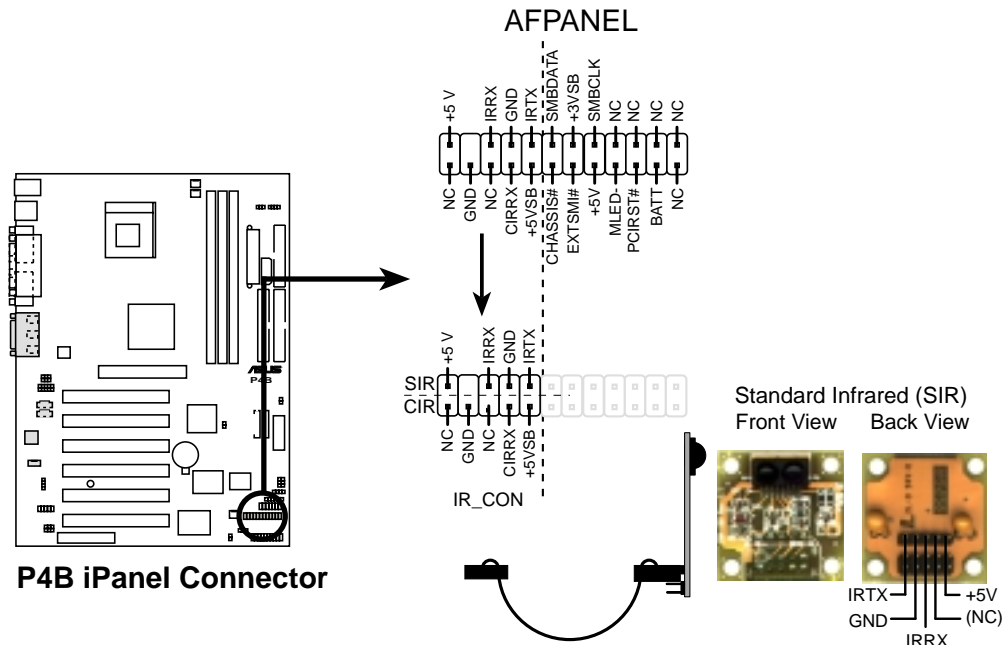 AFPANEL
+5 V
IRRX
GND
IRTX
SMBDATA
+3VSB
SMBCLK
NC
NC
NC
NC
NC
GND
NC
CIRRX
+5VSB
CHASSIS#
EXTSMI#
+5V
MLED-
PCIRST#
BATT
NC
ASUS
P4B
+5 V
IRRX
GND
IRTX
SIR
CIR
NC
GND
NC
CIRRX
+5VSB
IR_CON
Standard Infrared (SIR)
Front View Back View
P4B iPanel Connector
IRTX
+5V
GND
(NC)
IRRX